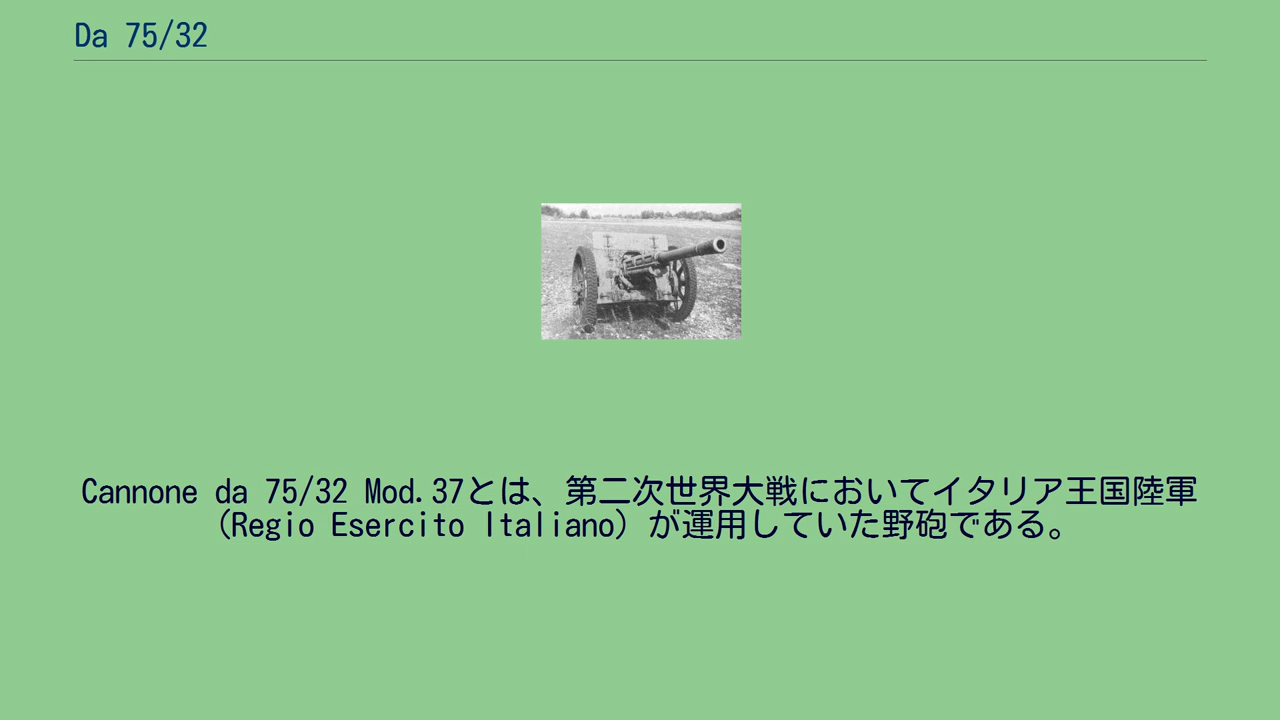 Da 75/32
Cannone da 75/32 Mod.37とは、第二次世界大戦においてイタリア王国陸軍
(Regio Esercito Italiano) が運用していた野砲である。